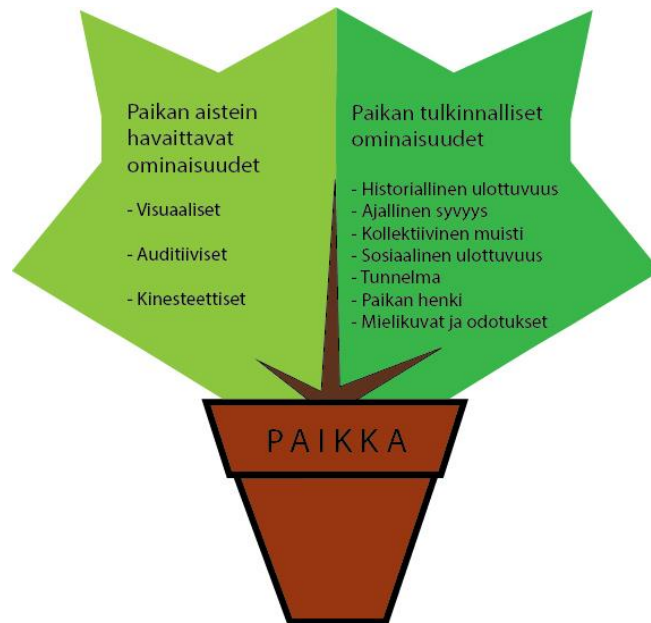 Paikan aistein
havaittavat
ominaisuudet
- Visuaaliset
- Auditiiviset
- Kinesteettiset
Paikan tulkinnalliset
ominaisuudet
- Historiallinen ulottuvuus
- Ajallinen syvyys
- Kollektiivinen muisti
- Sosiaalinen ulottuvuus
- Tunnelma
- Paikan henki
- Mielikuvat ja odotukset
PAIKKA